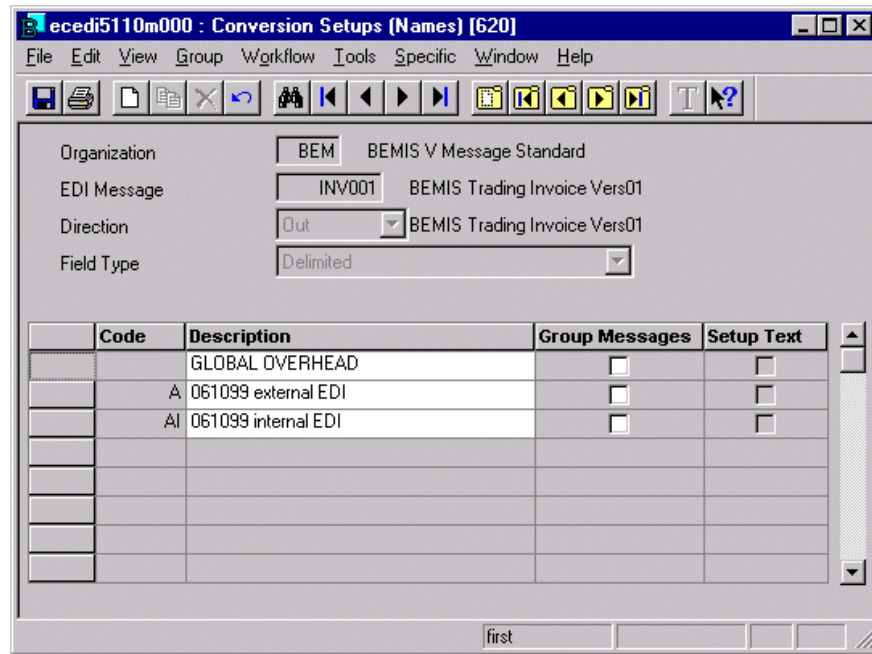 ecedi5110m000 : Conversion Setups (Names) [620]
File Edit View Group Workflow Tools Specific Window Help
T ?
Organization BEM BEMIS V Message Standard
EDI Message INV001 BEMIS Trading Invoice Vers01
Direction Out BEMIS Trading Invoice Vers01
Field Type Delimited
Code Description Group Messages Setup Text
GLOBAL OVERHEAD
A 061099 external EDI
AI 061099 internal EDI
first